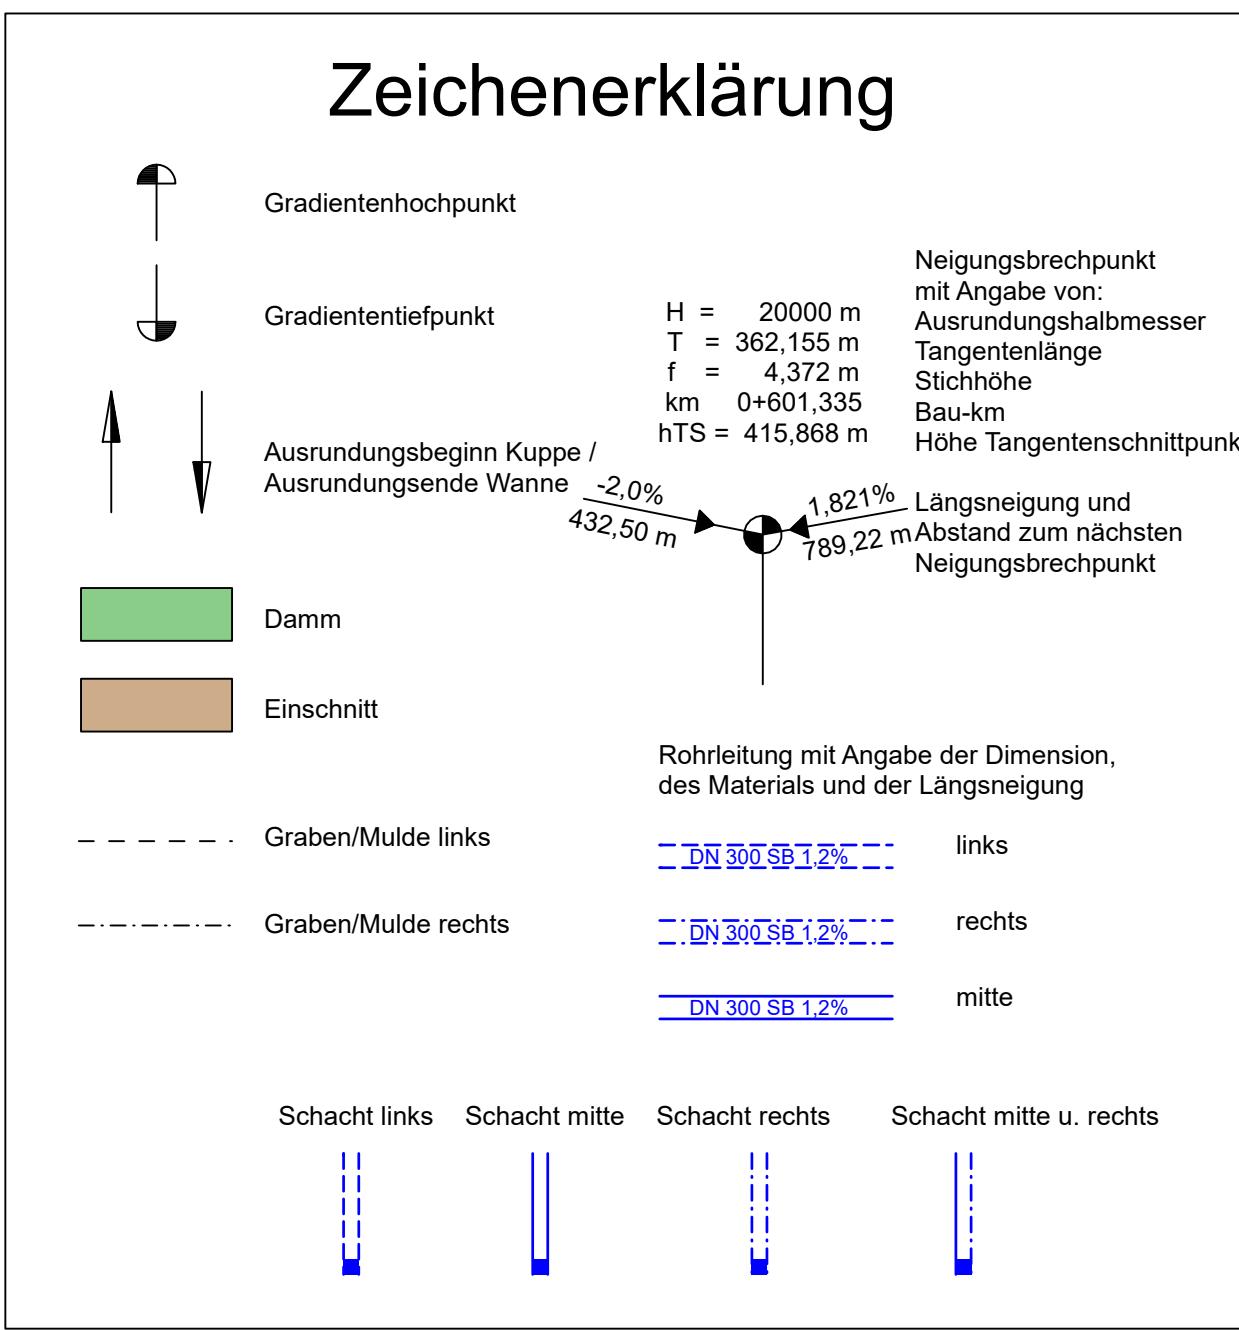 Zeichenerklärung
Gradientenhochpunkt
Gradiententiefpunkt
Ausrundungsbeginn Kuppe /
Ausrundungsende Wanne
Damm
Einschnitt
Graben/Mulde links
Graben/Mulde rechts
H = 20000 m
T = 362,155 m
f = 4,372 m
km 0+601,335
hTS = 415,868 m
Neigungsbrechpunkt
mit Angabe von:
Ausrundungshalbmesser
Tangentenlänge
Stichhöhe
Bau-km
Höhe Tangentenschnittpunk
-2,0%
432,50 m
1,821%
789,22 m
Längsneigung und
Abstand zum nächsten
Neigungsbrechpunkt
Rohrleitung mit Angabe der Dimension,
des Materials und der Längsneigung
DN 300 SB 1,2%
links
DN 300 SB 1,2%
rechts
DN 300 SB 1,2%
mitte
Schacht links
Schacht mitte
Schacht rechts
Schacht mitte u. rechts